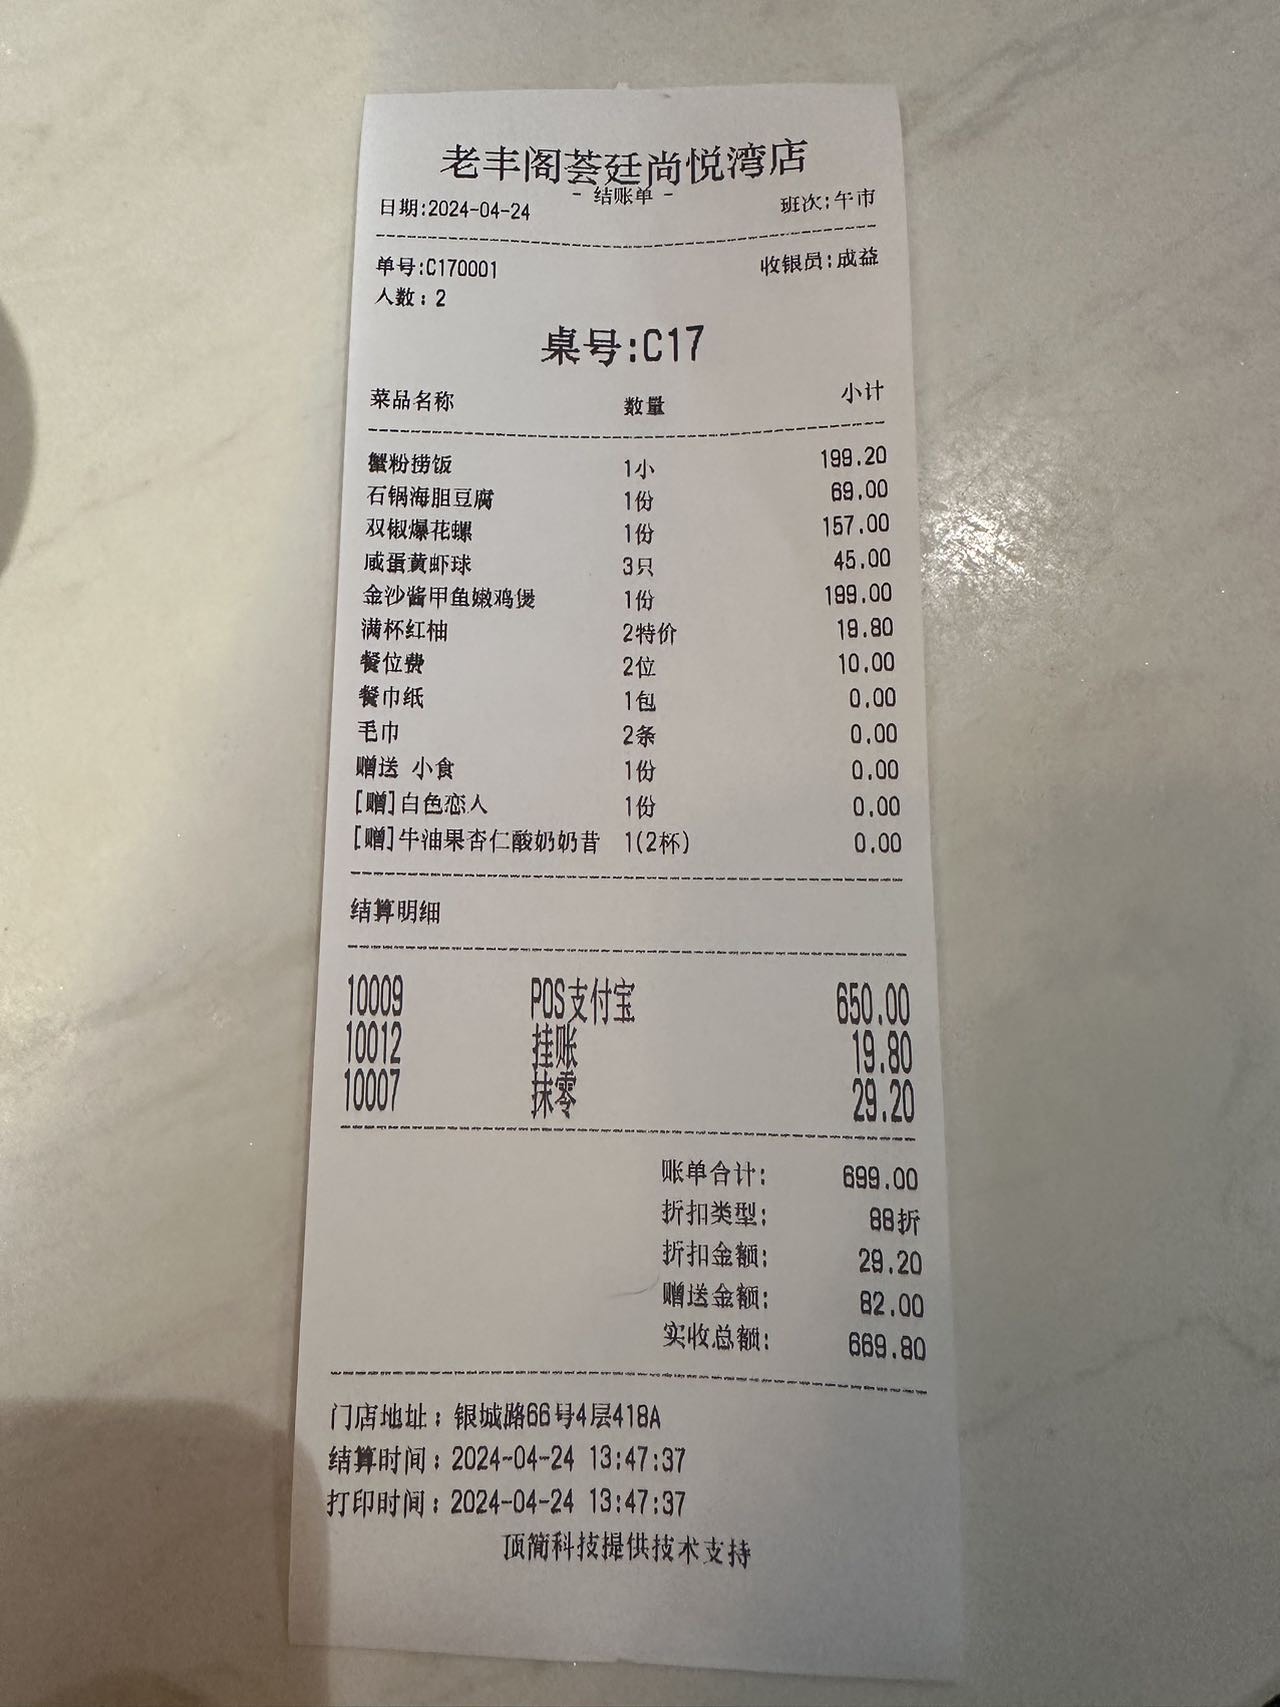 老丰阁荟廷尚悦湾店
- 结账单 -
日期:2024-04-24 班次:午市
单号:C170001 收银员:成益
人数: 2
桌号:C17
菜品名称 数量 小计
蟹粉捞饭 1小 199.20
石锅海胆豆腐 1份 69.00
双椒爆花螺 1份 157.00
咸蛋黄虾球 3只 45.00
金沙酱甲鱼嫩鸡煲 1份 199.00
满杯红柚 2特价 19.80
餐位费 2位 10.00
餐巾纸 1包 0.00
毛巾 2条 0.00
赠送 小食 1份 0.00
[赠]白色恋人 1份 0.00
[赠]牛油果杏仁酸奶奶昔 1(2杯) 0.00
结算明细
10009 POS支付宝 650.00
10012 挂账 19.80
10007 抹零 29.20
账单合计: 699.00
折扣类型: 88折
折扣金额: 29.20
赠送金额: 82.00
实收总额: 669.80
门店地址: 银城路66号4层418A
结算时间: 2024-04-24 13:47:37
打印时间: 2024-04-24 13:47:37
顶简科技提供技术支持